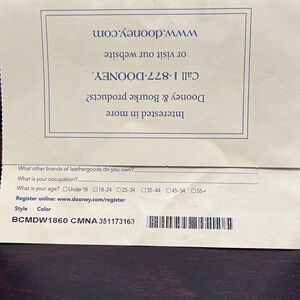 Interested in more
Dooney & Bourke products?
Call 1-877-DOONEY,
or visit our website
www.dooney.com
What other brands of leathergoods do you own?
What is your occupation?
What is your age? ☐ Under 18 ☐ 18-24 ☐ 25-34 ☐ 35-44 ☐ 45-54 ☐ 55+
Register online: www.dooney.com/register
Style Color
BCMDW1860 CMNA 351173163